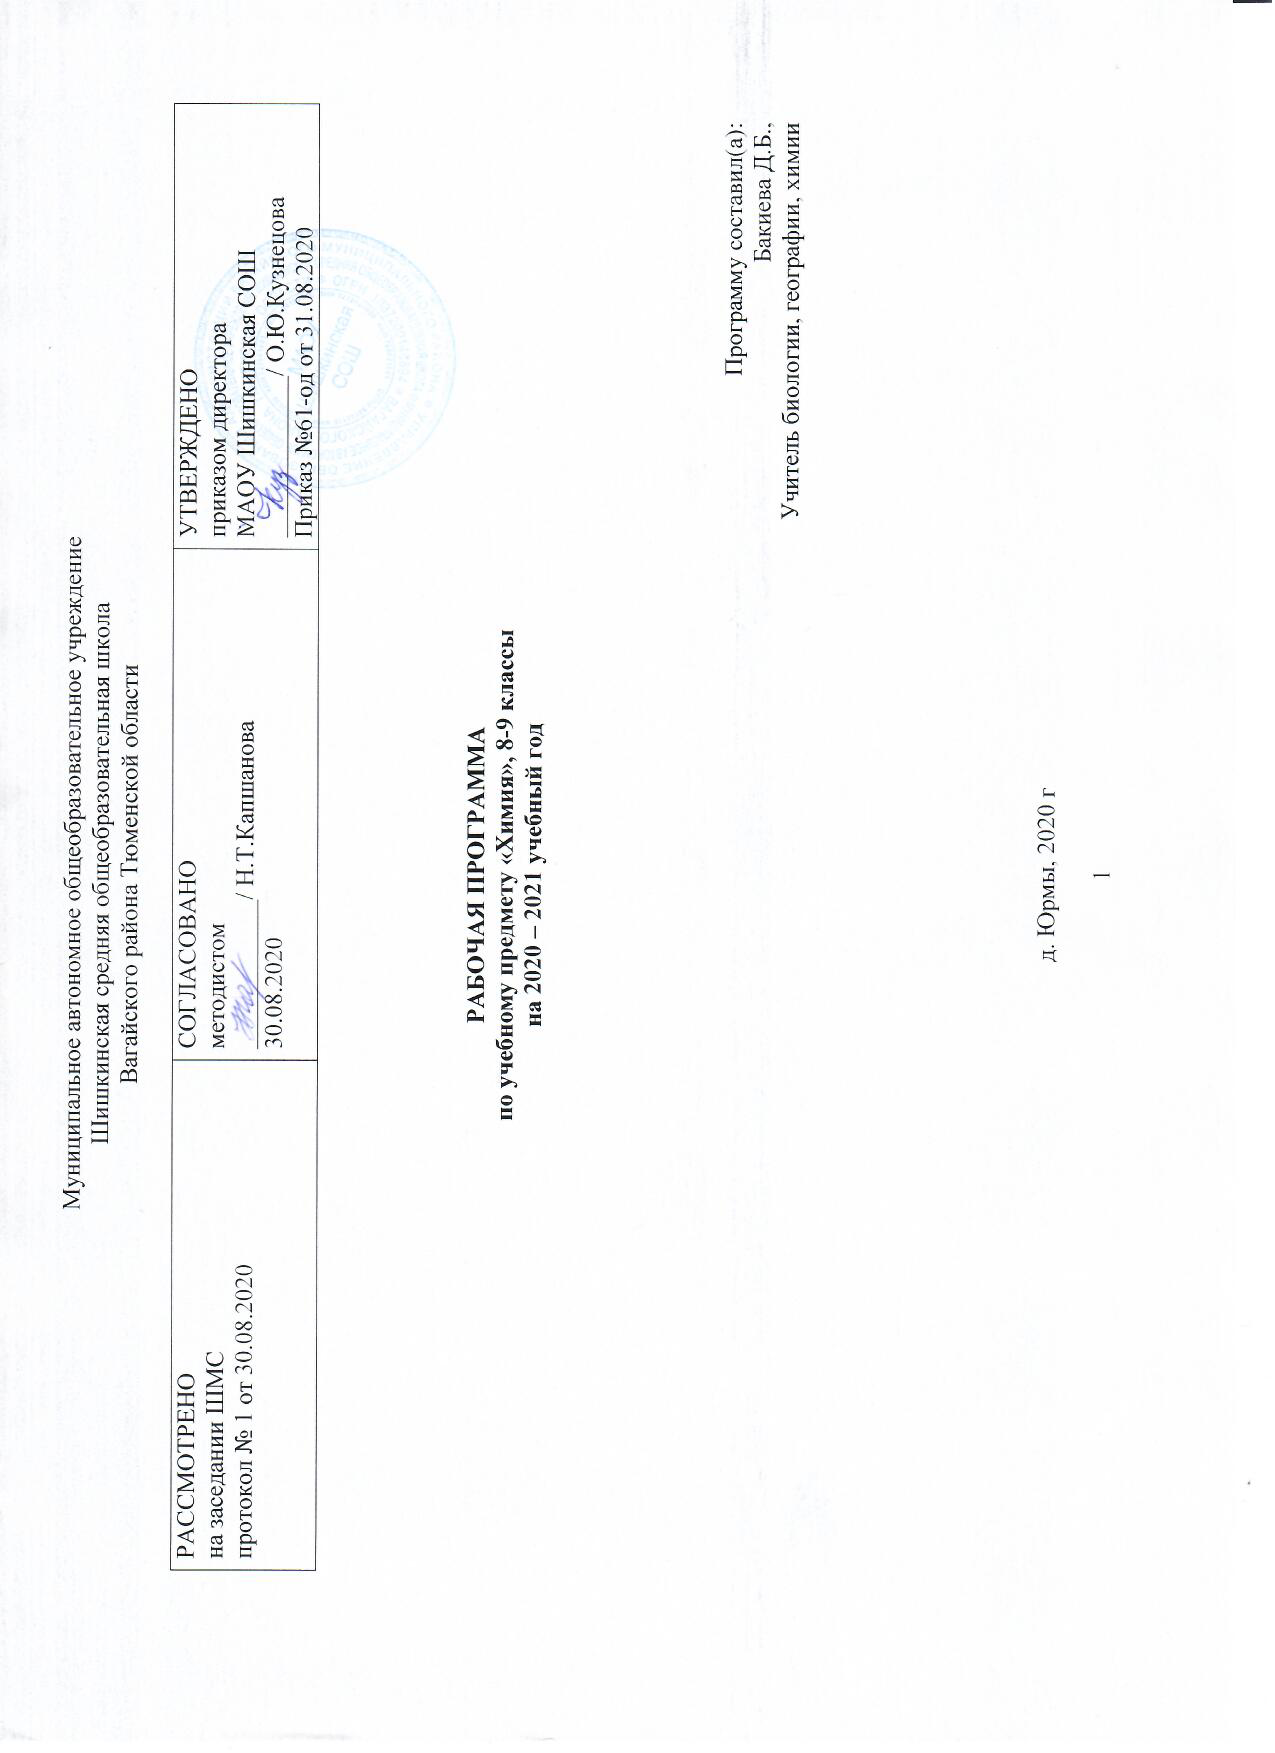 Муниципальное автономное общеобразовательное учреждение
Шишкинская средняя общеобразовательная школа
Вагайского района Тюменской области
РАССМОТРЕНО
на заседании ШМС
протокол № 1 от 30.08.2020
СОГЛАСОВАНО
методистом
/ Н.Т.Капшанова
30.08.2020
УТВЕРЖДЕНО
приказом директора
МАОУ Шишкинская СОШ
/ О.Ю.Кузнецова
Приказ №61-од от 31.08.2020
РАБОЧАЯ ПРОГРАММА
по учебному предмету «Химия», 8-9 классы
на 2020 – 2021 учебный год
Программу составил(а):
Бакиева Д.Б.,
Учитель биологии, географии, химии
д. Юрмы, 2020 г
1